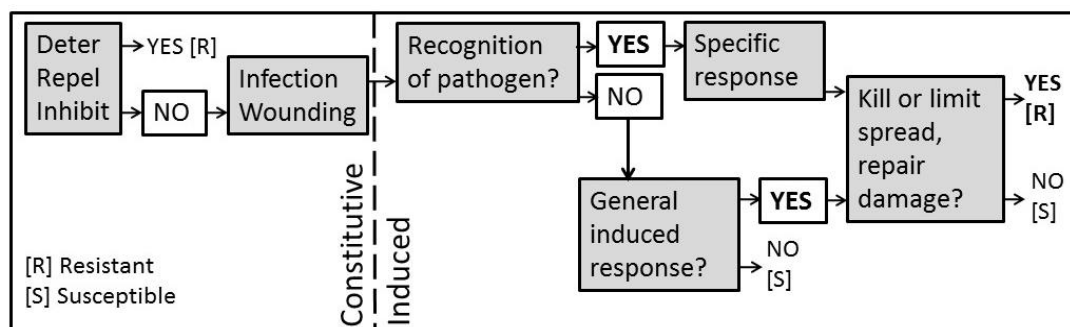 Deter
Repel
Inhibit
YES [R]
NO
Infection
Wounding
Recognition
of pathogen?
YES
NO
Specific
response
General
induced
response?
YES
NO
[S]
Kill or limit
spread,
repair
damage?
YES
[R]
NO
[S]
Constitutive
Induced
[R] Resistant
[S] Susceptible